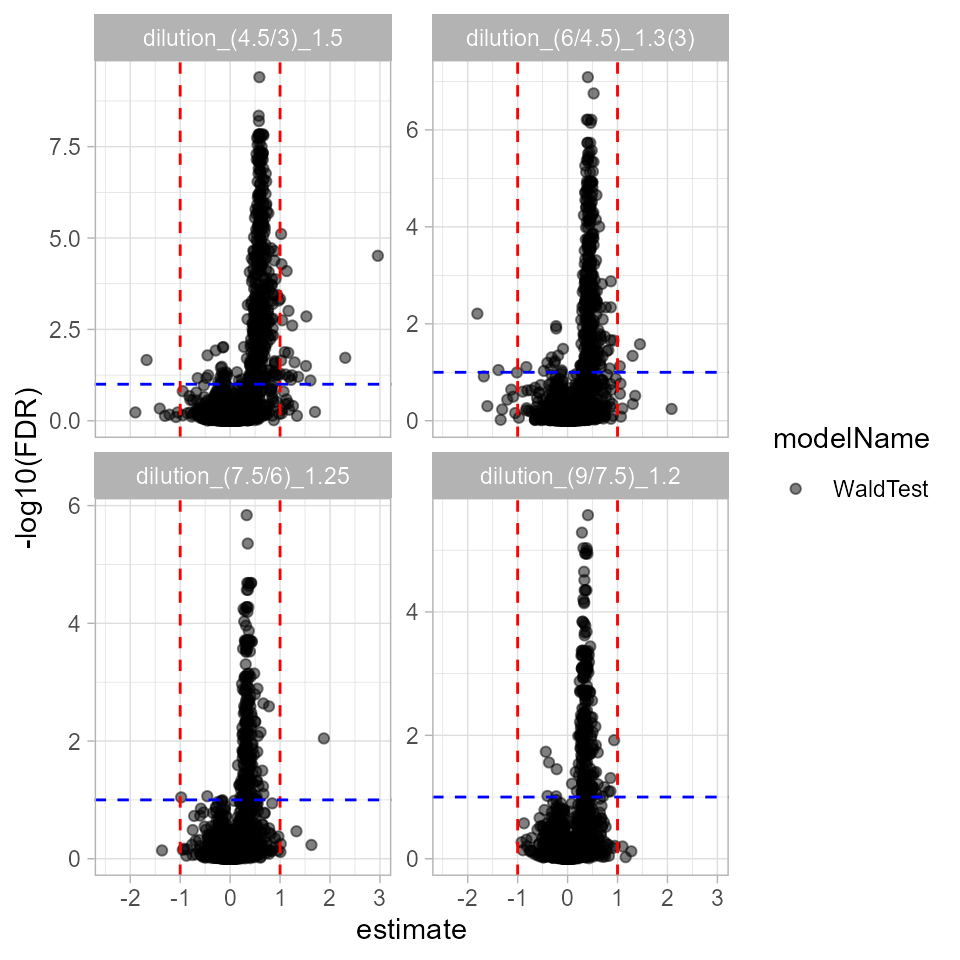 dilution_(4.5/3)_1.5
dilution_(6/4.5)_1.3(3)
7.5
5.0
2.5
0.0
6
4
2
0
-log10(FDR)
modelName
WaldTest
dilution_(7.5/6)_1.25
dilution_(9/7.5)_1.2
6
4
2
0
4
2
0
-2 -1 0 1 2 3
-2 -1 0 1 2 3
estimate